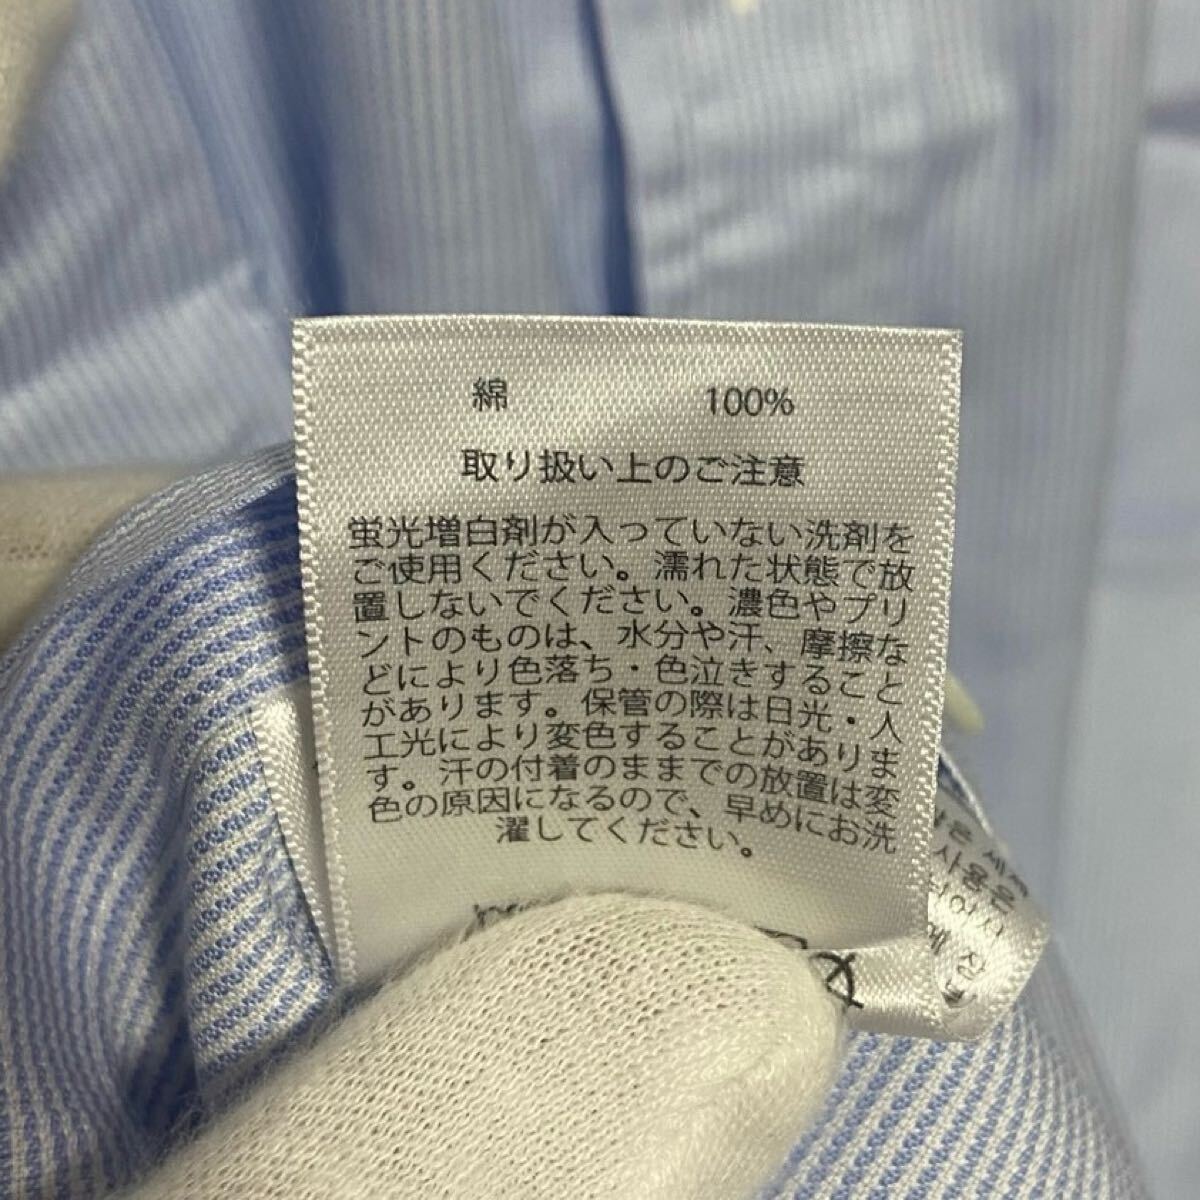 綿 100%
取り扱い上のご注意
蛍光増白剤が入っていない洗剤を
ご使用ください。濡れた状態で放
置しないでください。濃色やプリ
ントのものは、水分や汗、摩擦な
どにより色落ち・色泣きすること
があります。保管の際は日光・人
工光により変色することがありま
す。汗の付着のままでの放置は変
色の原因になるので、早めにお洗
濯してください。
사용은